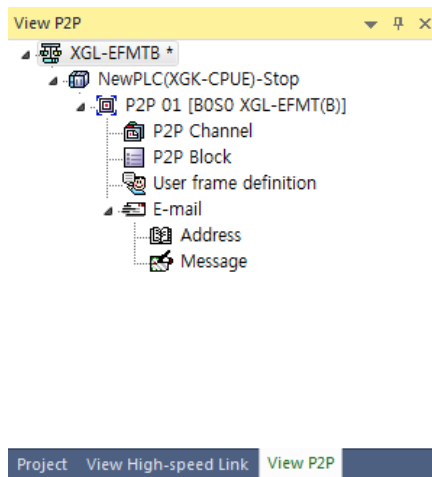 View P2P
XGL-EFMTB *
NewPLC(XGK-CPUE)-Stop
P2P 01 [B0S0 XGL-EFMT(B)]
P2P Channel
P2P Block
User frame definition
E-mail
Address
Message
Project View High-speed Link View P2P